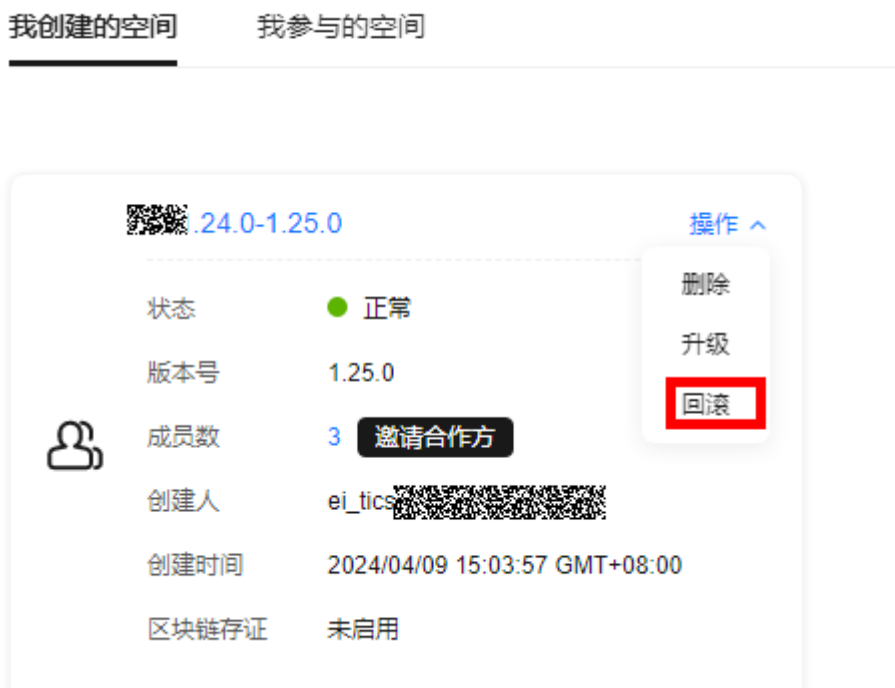 我创建的空间 我参与的空间
.24.0-1.25.0 操作
删除
状态 正常
升级
版本号 1.25.0
回滚
成员数 3 邀请合作方
创建人 ei_tics
创建时间 2024/04/09 15:03:57 GMT+08:00
区块链存证 未启用